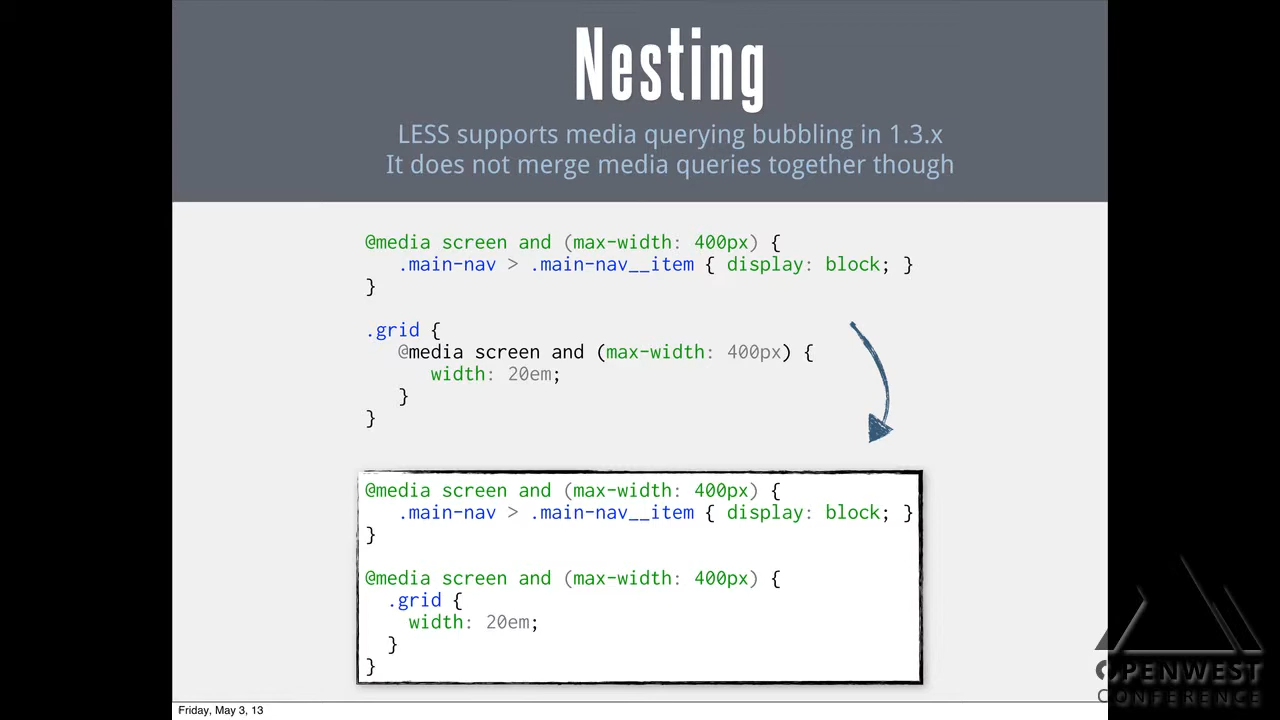 Nesting
LESS supports media querying bubbling in 1.3.x
It does not merge media queries together though
@media screen and (max-width: 400px) {
.main-nav > .main-nav__item { display: block; }
}
.grid {
@media screen and (max-width: 400px) {
width: 20em;
}
}
@media screen and (max-width: 400px) {
.main-nav > .main-nav__item { display: block; }
}
@media screen and (max-width: 400px) {
.grid {
width: 20em;
}
}
OPENWEST
CONFERENCE
Friday, May 3, 13